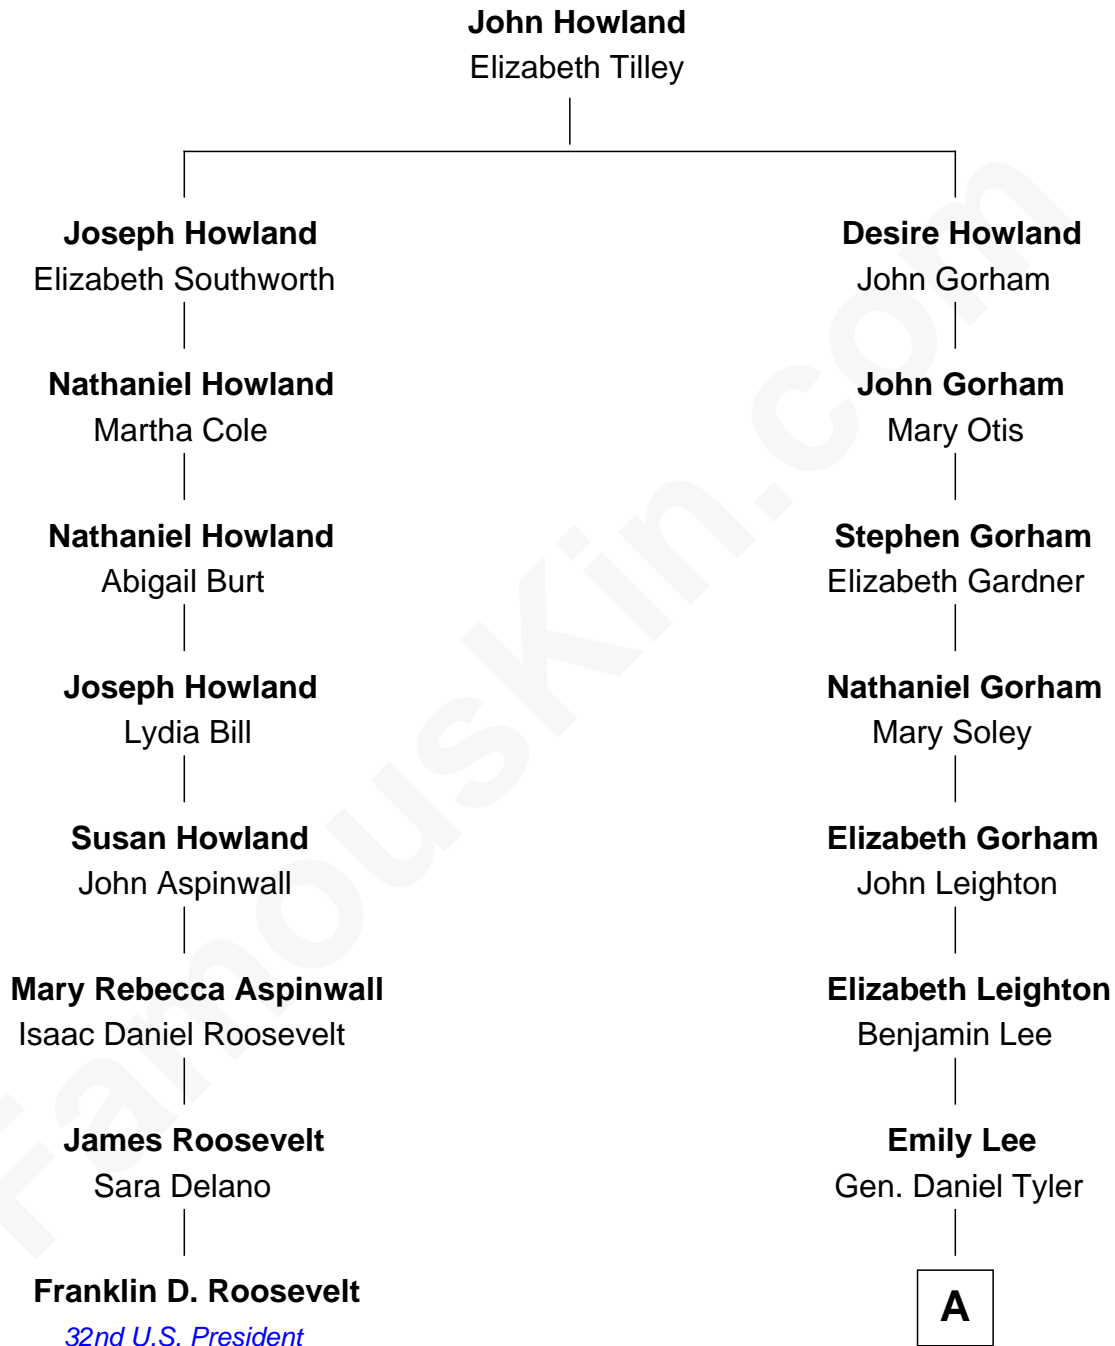 John Howland
Elizabeth Tilley
Joseph Howland
Elizabeth Southworth
Desire Howland
John Gorham
Nathaniel Howland
Martha Cole
John Gorham
Mary Otis
Nathaniel Howland
Abigail Burt
Stephen Gorham
Elizabeth Gardner
Joseph Howland
Lydia Bill
Nathaniel Gorham
Mary Soley
Susan Howland
John Aspinwall
Elizabeth Gorham
John Leighton
Mary Rebecca Aspinwall
Isaac Daniel Roosevelt
Elizabeth Leighton
Benjamin Lee
James Roosevelt
Sara Delano
Emily Lee
Gen. Daniel Tyler
Franklin D. Roosevelt
32nd U.S. President
A
FamousKin.com